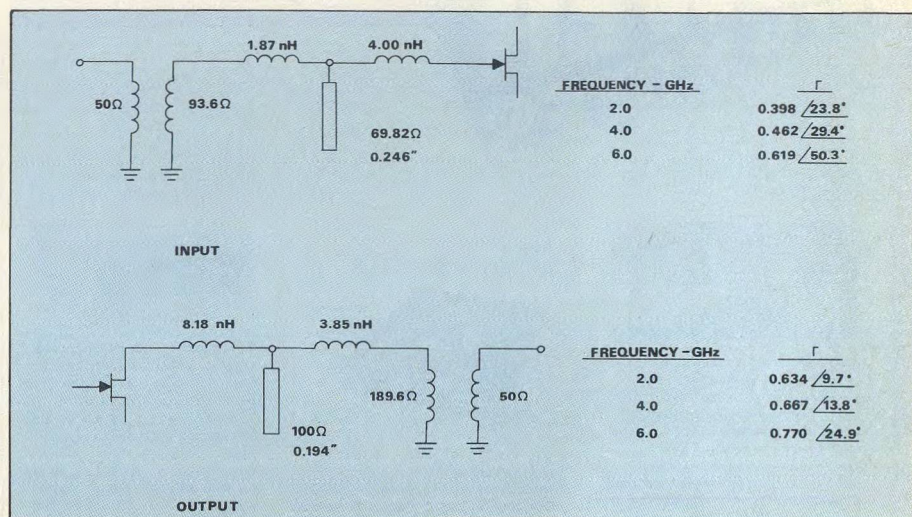 1.87 nH
4.00 nH
50Ω
93.6Ω
69.82Ω
0.246"
INPUT
FREQUENCY - GHz Γ
2.0 0.398 /23.8°
4.0 0.462 /29.4°
6.0 0.619 /50.3°
8.18 nH
3.85 nH
189.6Ω
50Ω
100Ω
0.194"
OUTPUT
FREQUENCY - GHz Γ
2.0 0.634 /9.7°
4.0 0.667 /13.8°
6.0 0.770 /24.9°